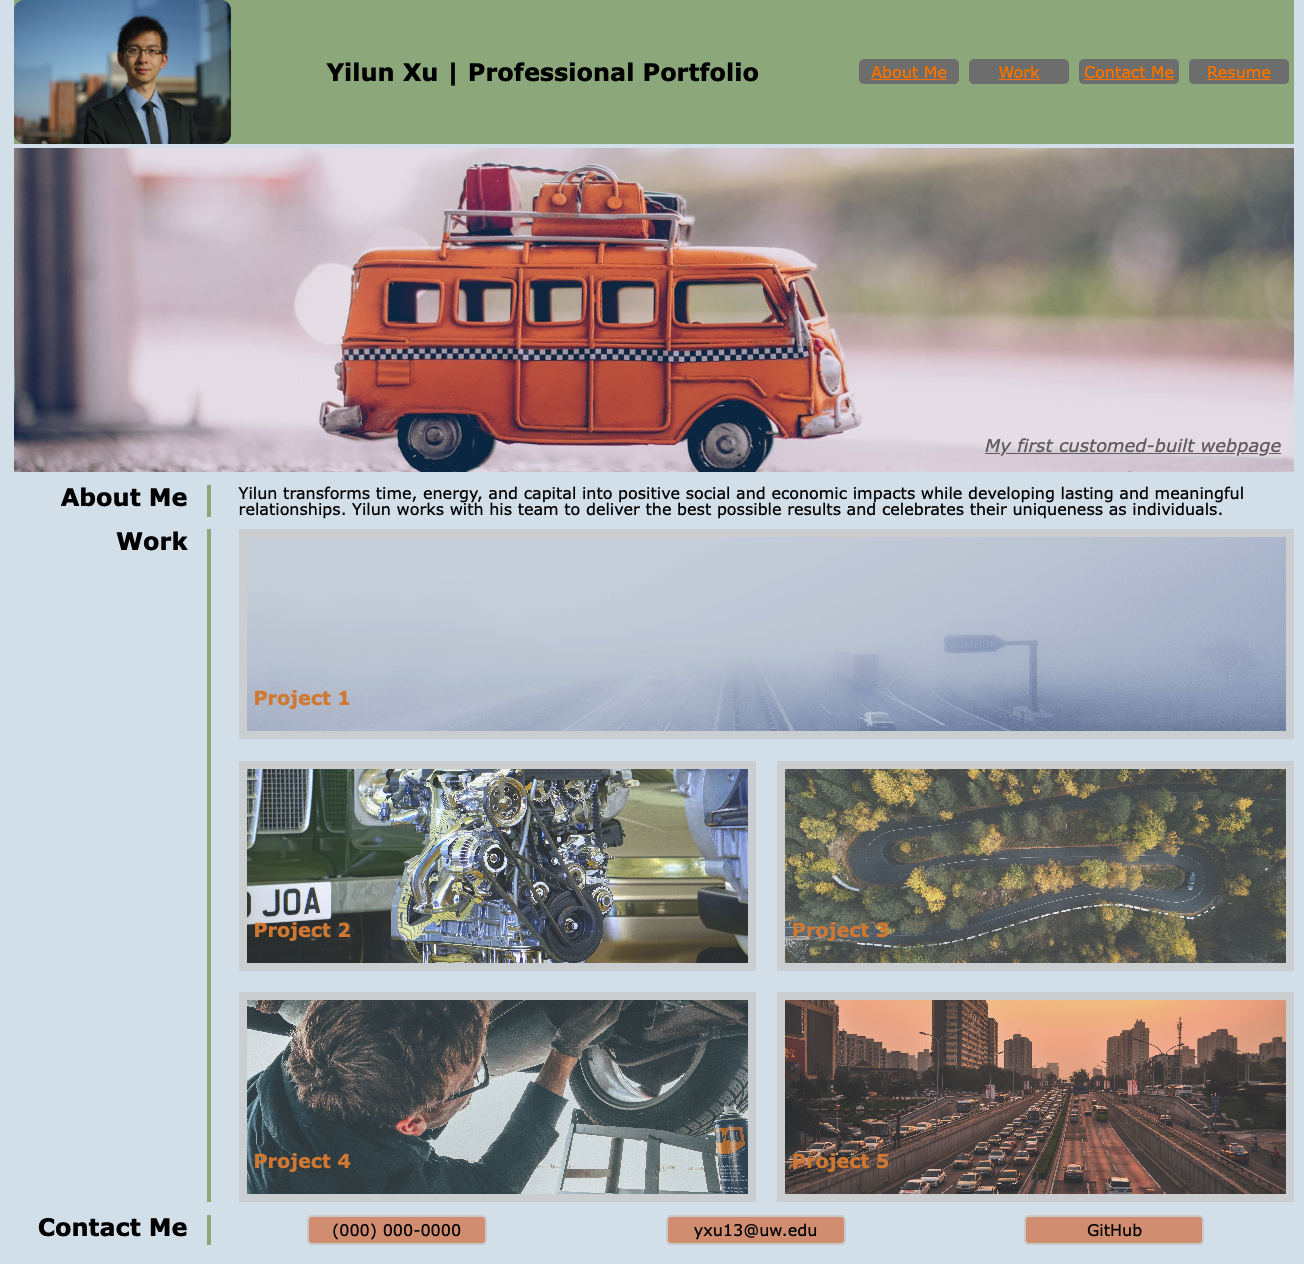 Yilun Xu | Professional Portfolio
About Me
Work
Contact Me
Resume
My first customed-built webpage
About Me
Yilun transforms time, energy, and capital into positive social and economic impacts while developing lasting and meaningful
relationships. Yilun works with his team to deliver the best possible results and celebrates their uniqueness as individuals.
Work
Project 1
JOA
Project 2
Project 3
Project 4
Project 5
Contact Me
(000) 000-0000
yxu13@uw.edu
GitHub